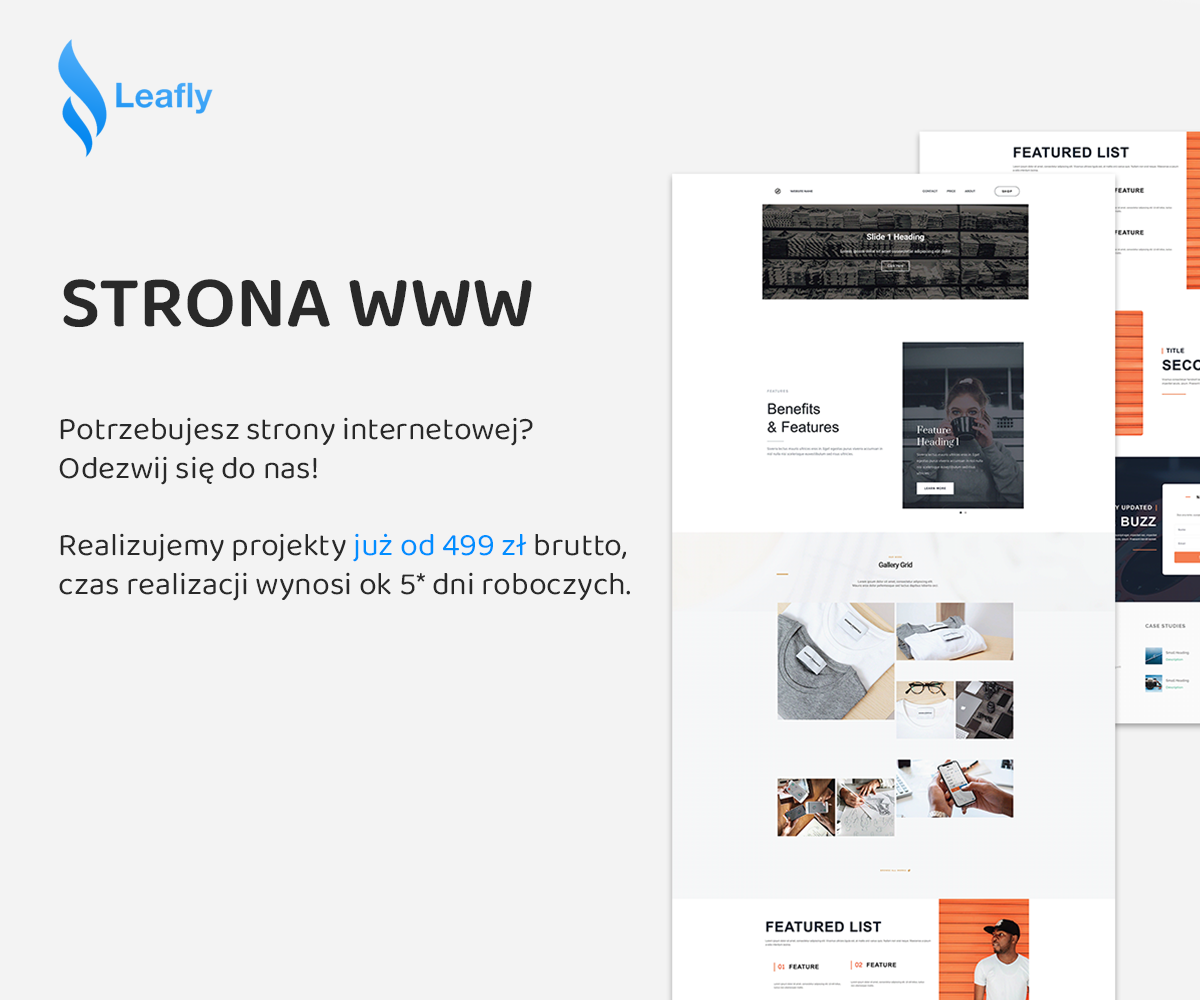 Leafly
STRONA WWW
Potrzebujesz strony internetowej?
Odezwij się do nas!
Realizujemy projekty już od 499 zł brutto,
czas realizacji wynosi ok 5* dni roboczych.
FEATURED LIST
FEATURE
FEATURE
TITLE
SECO
Y UPDATED
BUZZ
CASE STUDIES
Small Heading
Description
Small Heading
Description
WEBSITE NAME
CONTACT PRICE ABOUT SHOP
Slide 1 Heading
FEATURES
Benefits
& Features
Feature
Heading 1
LEARN MORE
Gallery Grid
FEATURED LIST
01 FEATURE
02 FEATURE